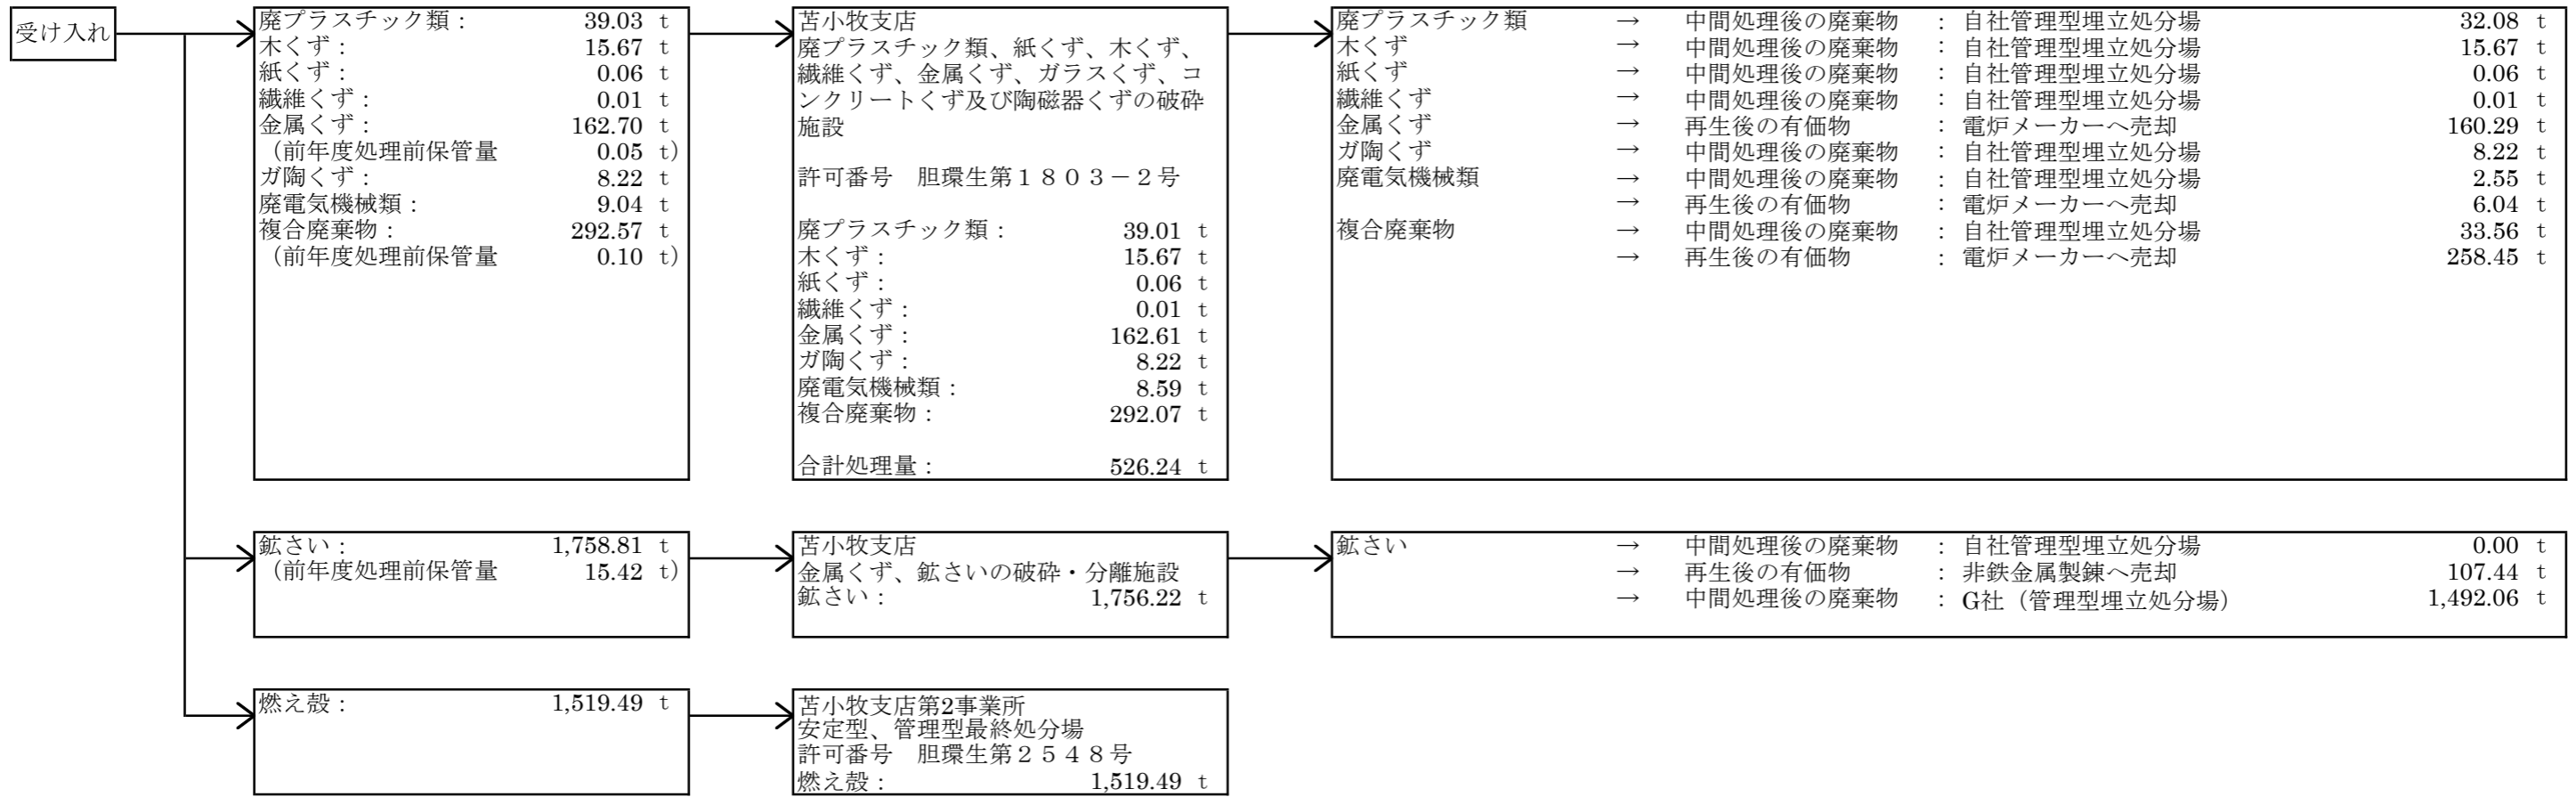 受け入れ
廃プラスチック類： 39.03 t
木くず： 15.67 t
紙くず： 0.06 t
繊維くず： 0.01 t
金属くず： 162.70 t
（前年度処理前保管量 0.05 t）
ガ陶くず： 8.22 t
廃電気機械類： 9.04 t
複合廃棄物： 292.57 t
（前年度処理前保管量 0.10 t）
苫小牧支店
廃プラスチック類、紙くず、木くず、
繊維くず、金属くず、ガラスくず、コ
ンクリートくず及び陶磁器くずの破砕
施設
許可番号　胆環生第１８０３－２号
廃プラスチック類： 39.01 t
木くず： 15.67 t
紙くず： 0.06 t
繊維くず： 0.01 t
金属くず： 162.61 t
ガ陶くず： 8.22 t
廃電気機械類： 8.59 t
複合廃棄物： 292.07 t
合計処理量： 526.24 t
廃プラスチック類 → 中間処理後の廃棄物 ： 自社管理型埋立処分場 32.08 t
木くず → 中間処理後の廃棄物 ： 自社管理型埋立処分場 15.67 t
紙くず → 中間処理後の廃棄物 ： 自社管理型埋立処分場 0.06 t
繊維くず → 中間処理後の廃棄物 ： 自社管理型埋立処分場 0.01 t
金属くず → 再生後の有価物 ： 電炉メーカーへ売却 160.29 t
ガ陶くず → 中間処理後の廃棄物 ： 自社管理型埋立処分場 8.22 t
廃電気機械類 → 中間処理後の廃棄物 ： 自社管理型埋立処分場 2.55 t
→ 再生後の有価物 ： 電炉メーカーへ売却 6.04 t
複合廃棄物 → 中間処理後の廃棄物 ： 自社管理型埋立処分場 33.56 t
→ 再生後の有価物 ： 電炉メーカーへ売却 258.45 t
鉱さい： 1,758.81 t
（前年度処理前保管量 15.42 t）
苫小牧支店
金属くず、鉱さいの破砕・分離施設
鉱さい： 1,756.22 t
鉱さい → 中間処理後の廃棄物 ： 自社管理型埋立処分場 0.00 t
→ 再生後の有価物 ： 非鉄金属製錬へ売却 107.44 t
→ 中間処理後の廃棄物 ： G社（管理型埋立処分場） 1,492.06 t
燃え殻： 1,519.49 t
苫小牧支店第2事業所
安定型、管理型最終処分場
許可番号　胆環生第２５４８号
燃え殻： 1,519.49 t